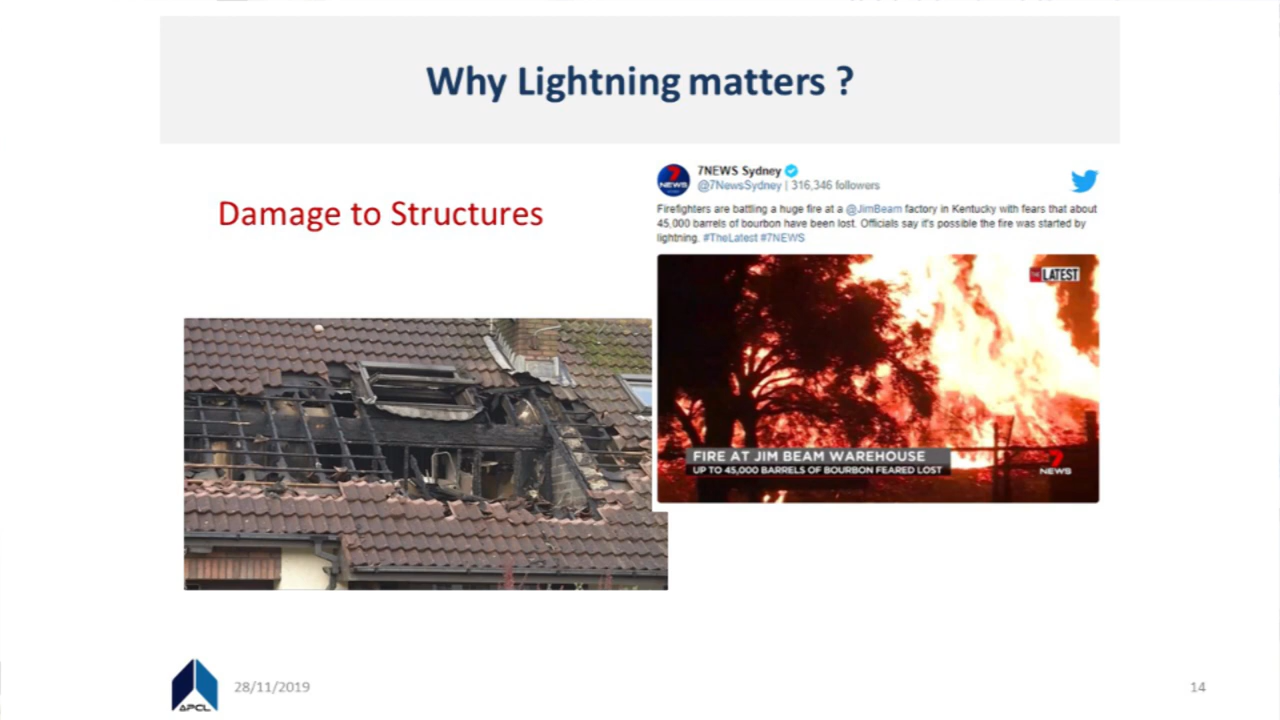 Why Lightning matters ?
Damage to Structures
7NEWS Sydney
@7NewsSydney | 316,346 followers
Firefighters are battling a huge fire at a @JimBeam factory in Kentucky with fears that about
45,000 barrels of bourbon have been lost. Officials say it's possible the fire was started by
lightning. #TheLatest #7NEWS
7
NEWS
THE LATEST
FIRE AT JIM BEAM WAREHOUSE
UP TO 45,000 BARRELS OF BOURBON FEARED LOST
7
NEWS
APCL
28/11/2019
14